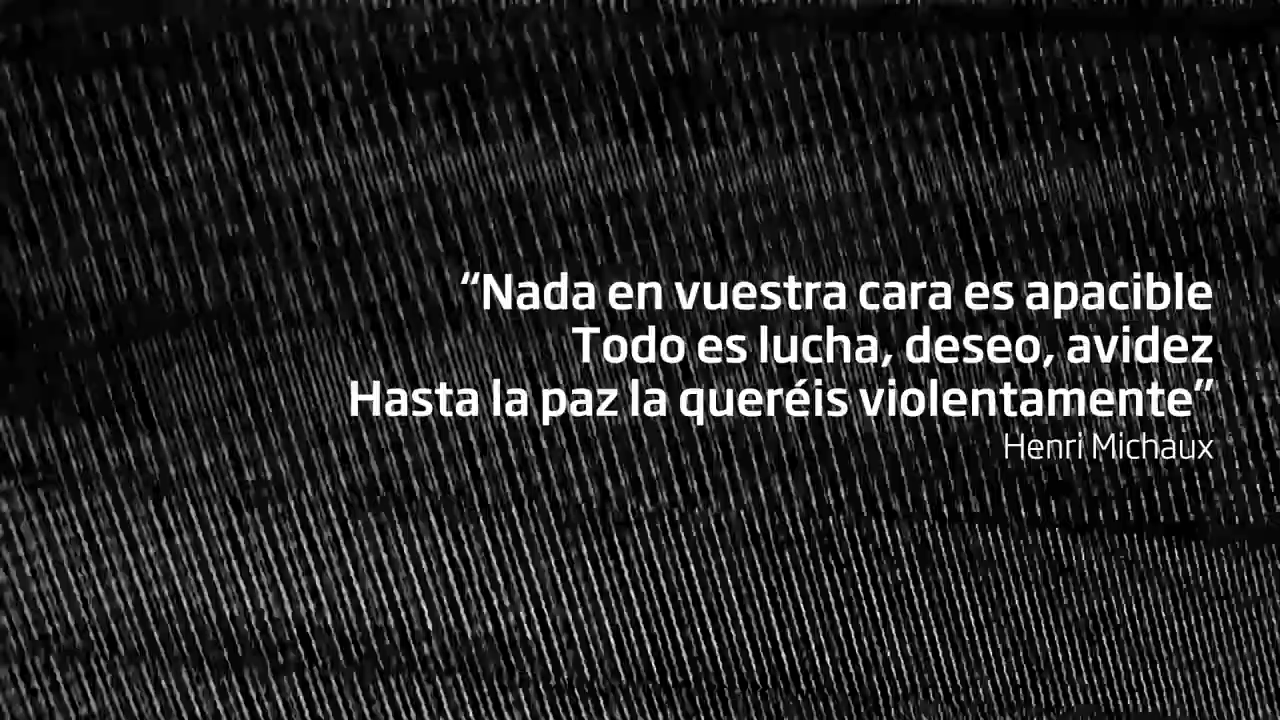 “Nada en vuestra cara es apacible
Todo es lucha, deseo, avidez
Hasta la paz la queréis violentamente”
Henri Michaux